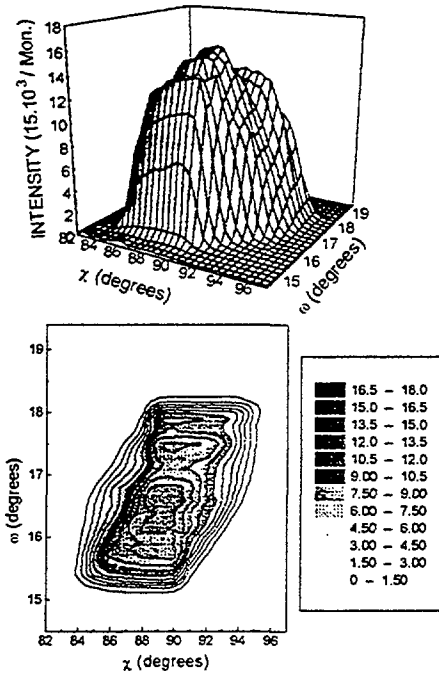 18
16
14
12
10
8
6
4
2
INTENSITY (15.10³ / Mon.)
82
84
86
88
90
92
94
96
χ (degrees)
15
16
17
18
19
ω (degrees)
19
18
17
16
15
ω (degrees)
82 84 86 88 90 92 94 96
χ (degrees)
16.5 – 18.0
15.0 – 16.5
13.5 – 15.0
12.0 – 13.5
10.5 – 12.0
9.00 – 10.5
7.50 – 9.00
6.00 – 7.50
4.50 – 6.00
3.00 – 4.50
1.50 – 3.00
0 – 1.50